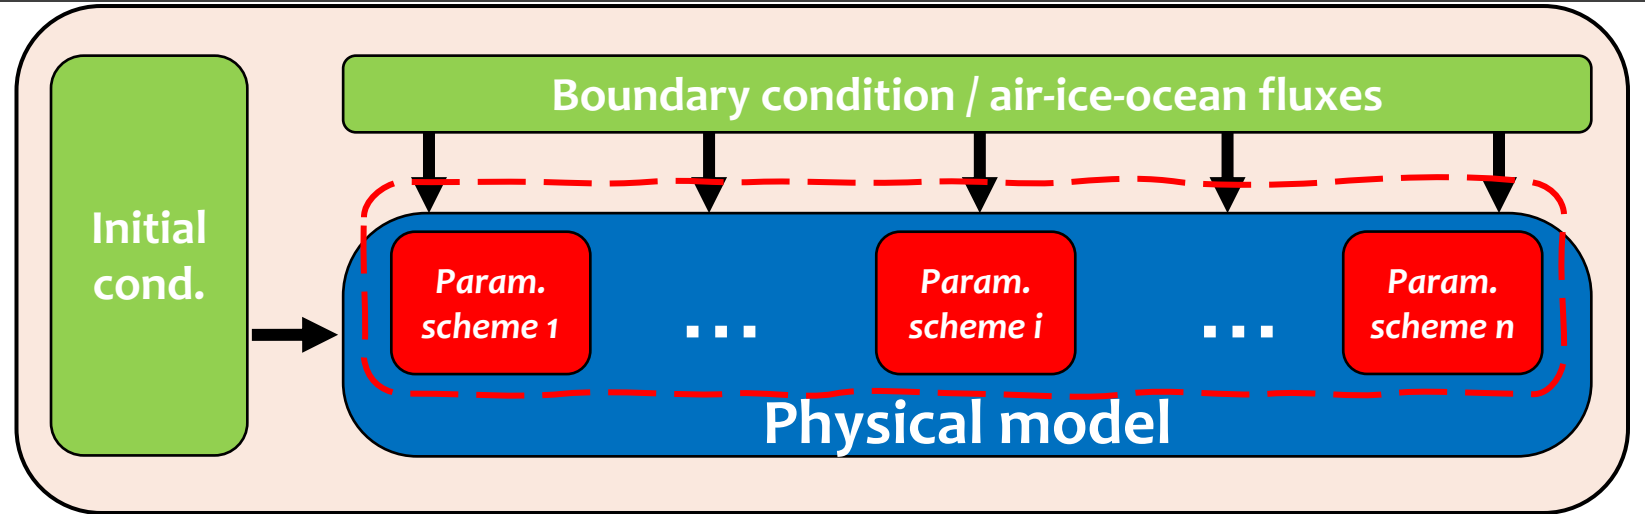 Boundary condition / air-ice-ocean fluxes
Initial
cond.
Param.
scheme 1
...
Param.
scheme i
...
Param.
scheme n
Physical model